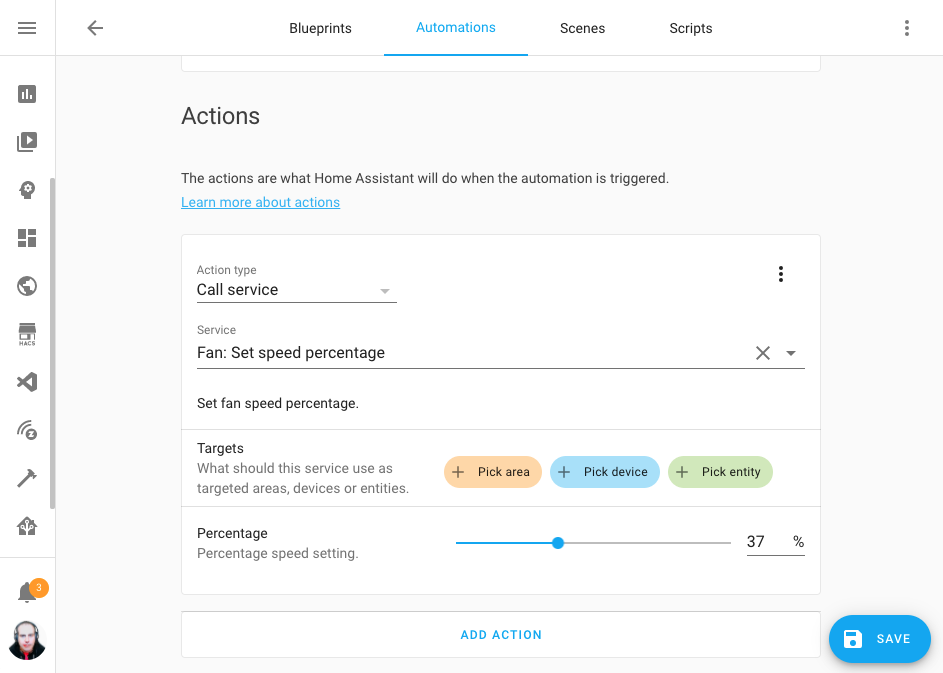 Blueprints
Automations
Scenes
Scripts
Actions
The actions are what Home Assistant will do when the automation is triggered.
Learn more about actions
Action type
Call service
Service
Fan: Set speed percentage
Set fan speed percentage.
Targets
What should this service use as
targeted areas, devices or entities.
Pick area
Pick device
Pick entity
Percentage
Percentage speed setting.
37 %
ADD ACTION
SAVE
HACS
3